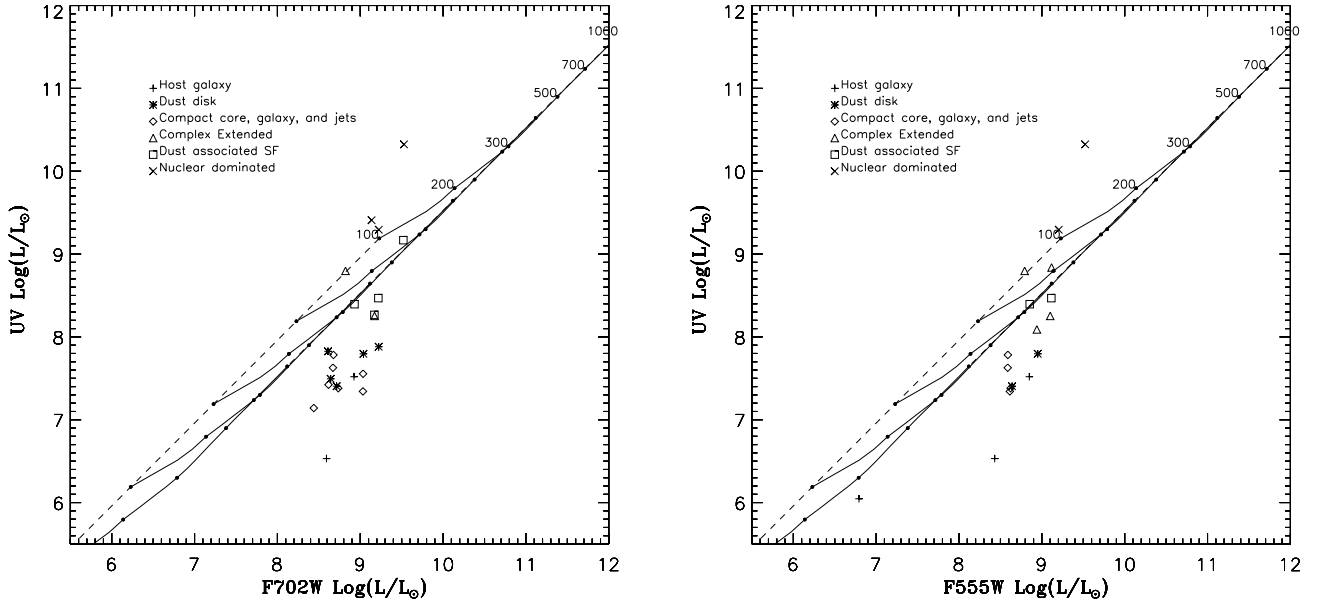 12
11
10
9
8
7
6
UV Log(L/L⊙)
Host galaxy
Dust disk
Compact core, galaxy, and jets
Complex Extended
Dust associated SF
Nuclear dominated
1000
700
500
300
200
100
6 7 8 9 10 11 12
F702W Log(L/L⊙)
12
11
10
9
8
7
6
UV Log(L/L⊙)
Host galaxy
Dust disk
Compact core, galaxy, and jets
Complex Extended
Dust associated SF
Nuclear dominated
1000
700
500
300
200
100
6 7 8 9 10 11 12
F555W Log(L/L⊙)